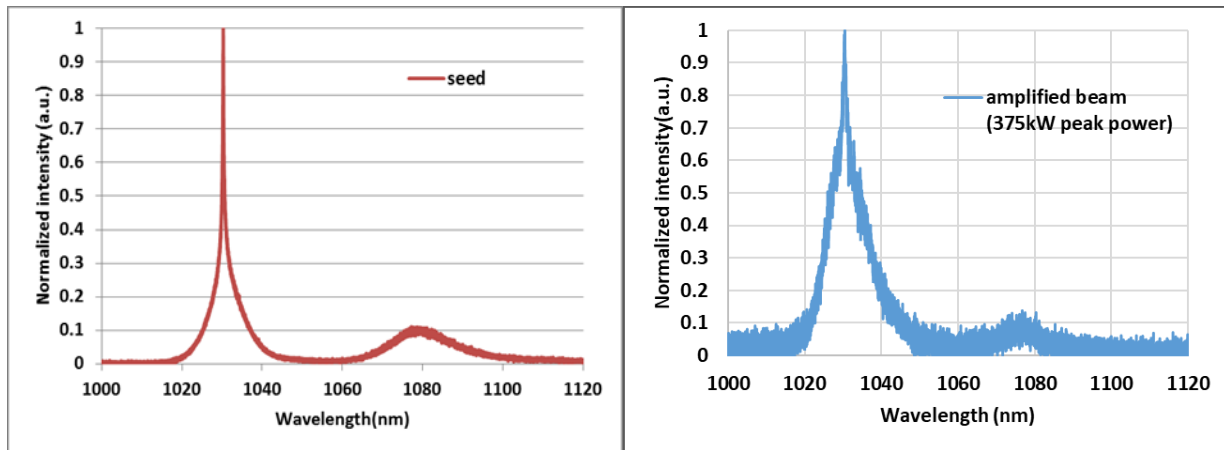 Normalized intensity (a.u.)
1
0.9
0.8
0.7
0.6
0.5
0.4
0.3
0.2
0.1
0
seed
1000 1020 1040 1060 1080 1100 1120
Wavelength(nm)
Normalized intensity(a.u.)
1
0.9
0.8
0.7
0.6
0.5
0.4
0.3
0.2
0.1
0
amplified beam
(375kW peak power)
1000 1020 1040 1060 1080 1100 1120
Wavelength (nm)